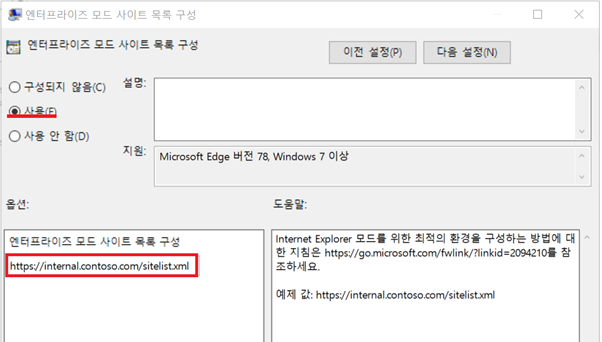 엔터프라이즈 모드 사이트 목록 구성
엔터프라이즈 모드 사이트 목록 구성
이전 설정(P)
다음 설정(N)
구성되지 않음(C)
설명:
사용(E)
사용 안 함(D)
지원:
Microsoft Edge 버전 78, Windows 7 이상
옵션:
도움말:
엔터프라이즈 모드 사이트 목록 구성
https://internal.contoso.com/sitelist.xml
Internet Explorer 모드를 위한 최적의 환경을 구성하는 방법에 대
한 지침은 https://go.microsoft.com/fwlink/?linkid=2094210를 참
조하세요.
예제 값: https://internal.contoso.com/sitelist.xml